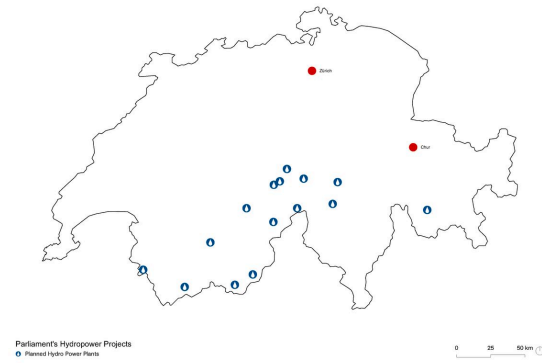 Zürich
Chur
Parliament's Hydropower Projects
Planned Hydro Power Plants
0 25 50 km